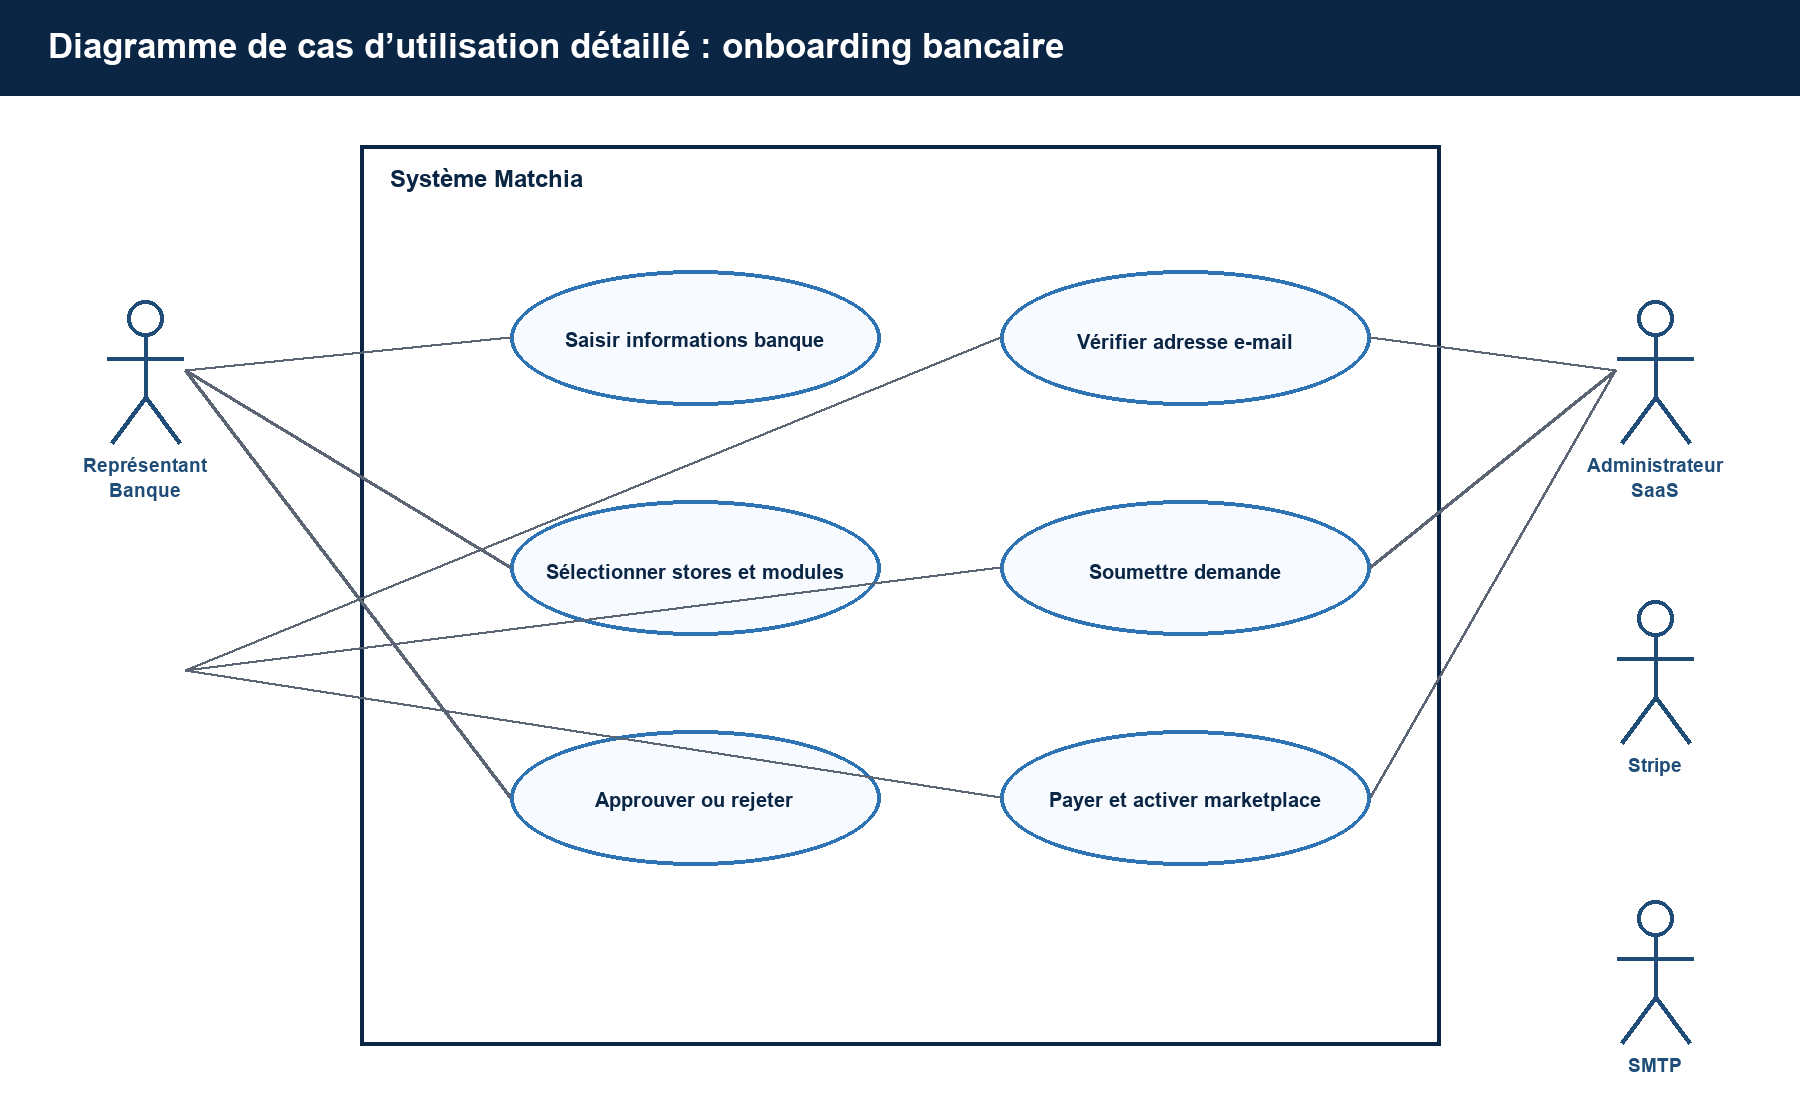 Diagramme de cas d’utilisation détaillé : onboarding bancaire
Système Matchia
Saisir informations banque
Vérifier adresse e-mail
Représentant
Banque
Administrateur
SaaS
Sélectionner stores et modules
Soumettre demande
Stripe
Approuver ou rejeter
Payer et activer marketplace
SMTP